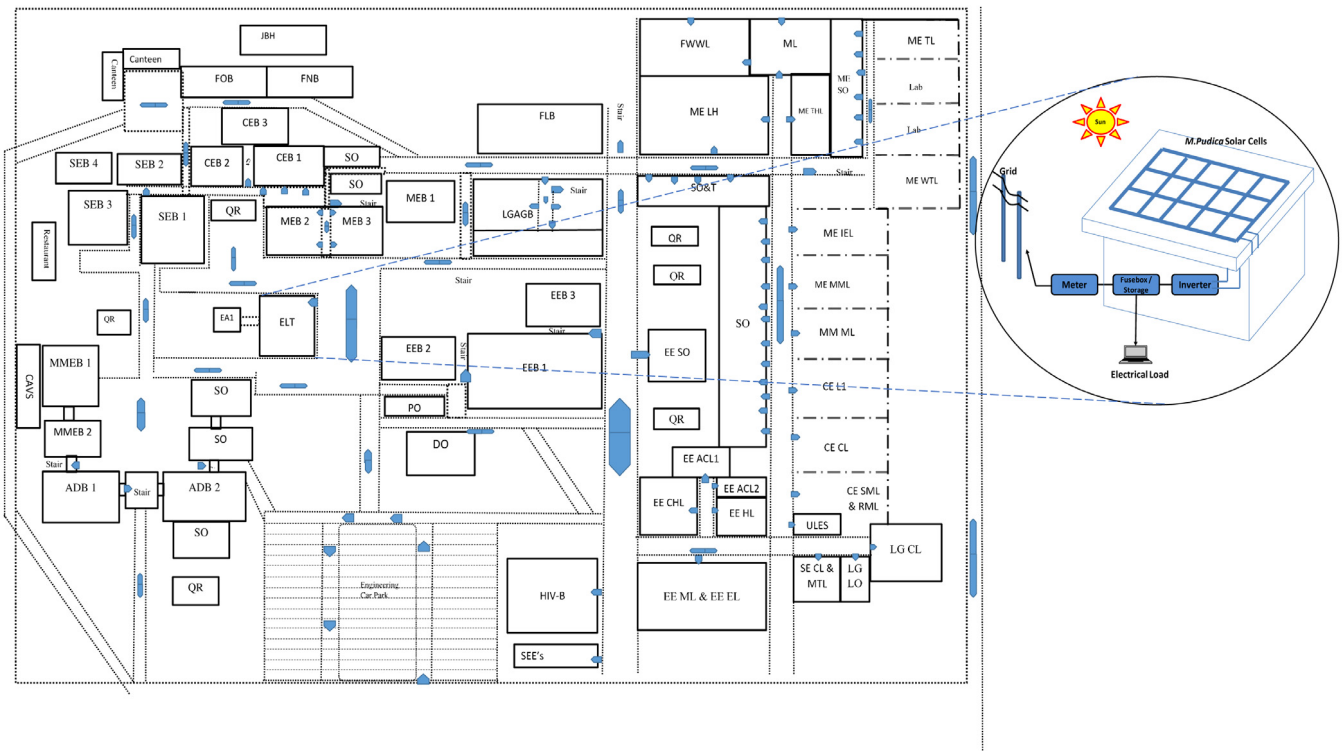 JBH
Canteen
Canteen
FOB
FNB
CEB 3
FLB
Stair
FWWL
ML
ME
SO
ME TL
Lab
ME LH
ME THL
Lab
ME WTL
SEB 4
SEB 2
CEB 2
CEB 1
SO
SO
Stair
SEB 3
SEB 1
QR
MEB 2
MEB 3
MEB 1
LGAGB
Stair
SO&T
Stair
Restaurant
QR
QR
ME IEL
Stair
ME MML
QR
EA1
ELT
EEB 3
Stair
SO
MM ML
CAVS
MMEB 1
EEB 2
Stair
EEB 1
EE SO
CE L1
SO
PO
QR
MMEB 2
SO
DO
CE CL
Stair
EE ACL1
ADB 1
Stair
ADB 2
EE CHL
EE ACL2
EE HL
CE SML
& RML
SO
ULES
LG CL
QR
Engineering
Car Park
HIV-B
EE ML & EE EL
SE CL &
MTL
LG
LO
SEE's
Sun
M.Pudica Solar Cells
Grid
Meter
Fusebox /
Storage
Inverter
Electrical Load